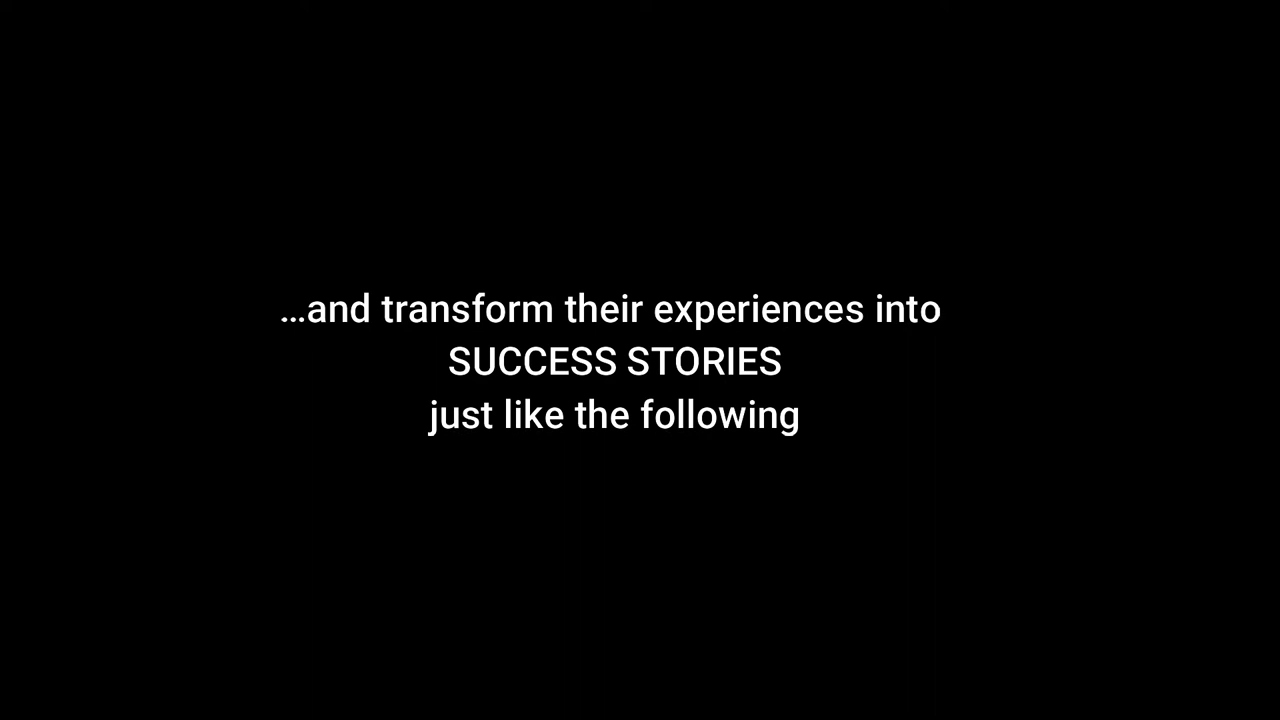 …and transform their experiences into
SUCCESS STORIES
just like the following